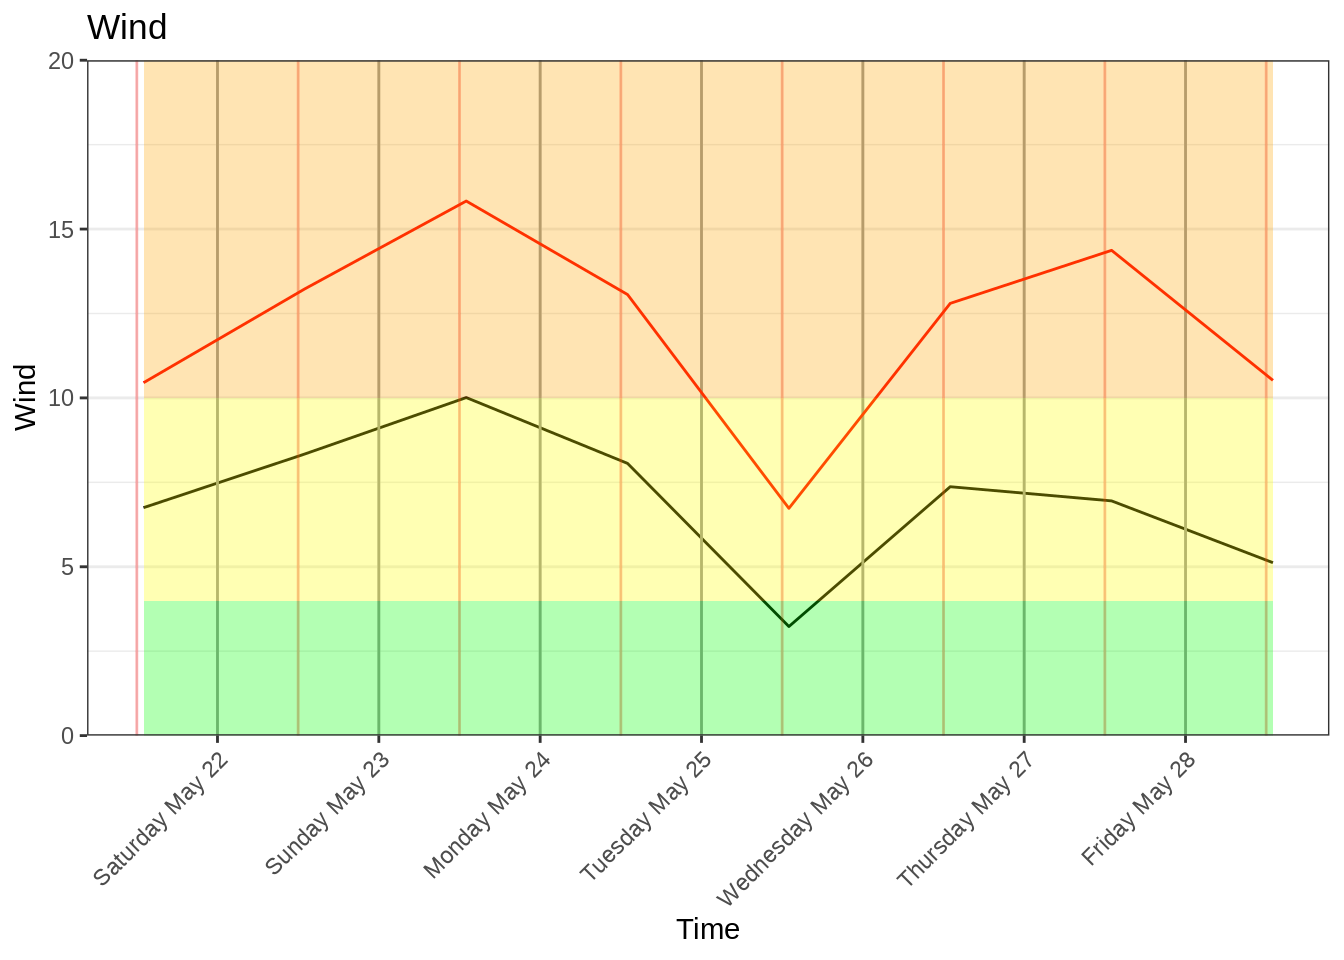 Wind
20
15
10
5
0
Wind
Saturday May 22
Sunday May 23
Monday May 24
Tuesday May 25
Wednesday May 26
Thursday May 27
Friday May 28
Time